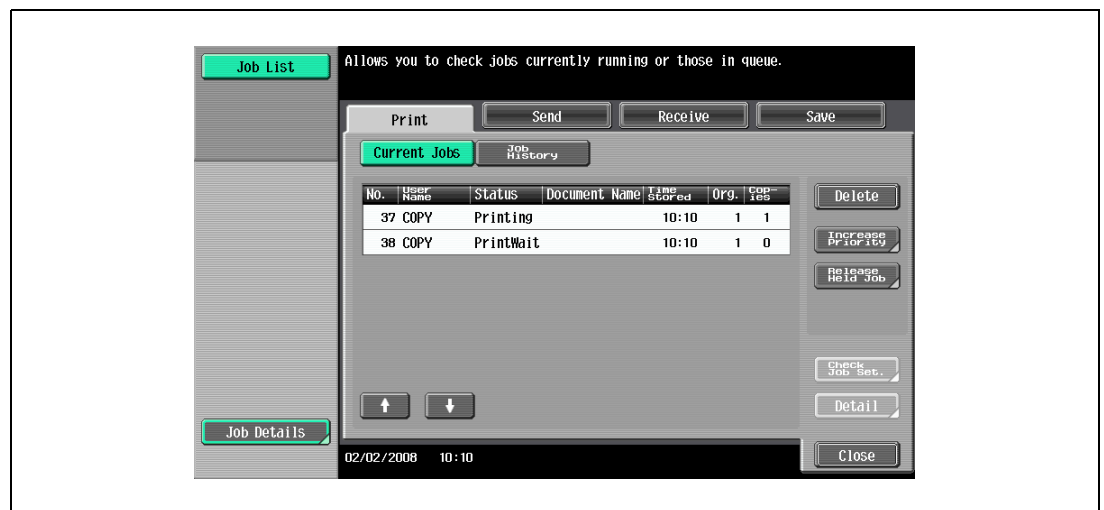 Job List
Allows you to check jobs currently running or those in queue.
Print Send Receive Save
Current Jobs Job History
No. User Name Status Document Name Time Stored Org. Cop-ies
37 COPY Printing 10:10 1 1
38 COPY PrintWait 10:10 1 0
Delete
Increase Priority
Release Held Job
Check Job Set.
Detail
Job Details
02/02/2008 10:10
Close